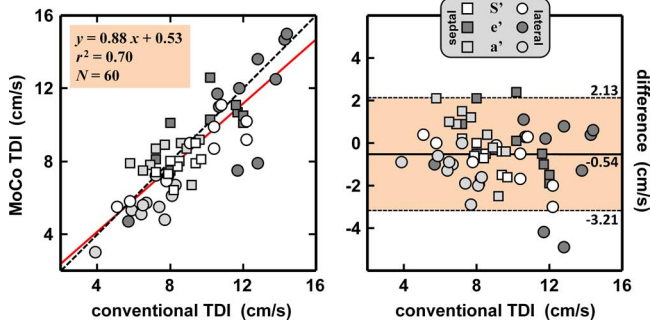 y = 0.88 x + 0.53
r² = 0.70
N = 60
MoCo TDI (cm/s)
16
12
8
4
4 8 12 16
conventional TDI (cm/s)
septal
S'
e'
a'
lateral
4
2
0
-2
-4
2.13
-0.54
-3.21
difference (cm/s)
4 8 12 16
conventional TDI (cm/s)